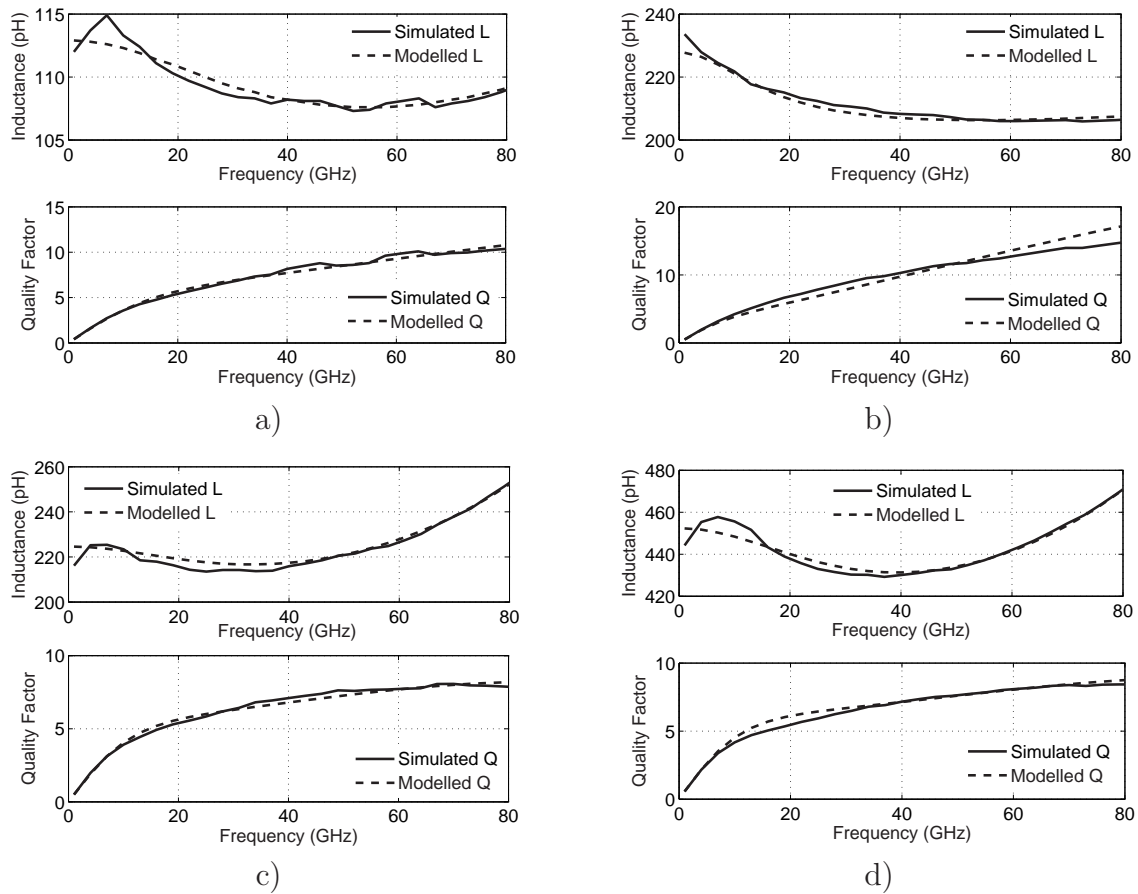 115
110
105
Inductance (pH)
Simulated L
Modelled L
0 20 40 60 80
Frequency (GHz)
15
10
5
0
Quality Factor
Simulated Q
Modelled Q
0 20 40 60 80
Frequency (GHz)
a)
240
220
200
Inductance (pH)
Simulated L
Modelled L
0 20 40 60 80
Frequency (GHz)
20
10
0
Quality Factor
Simulated Q
Modelled Q
0 20 40 60 80
Frequency (GHz)
b)
260
240
220
200
Inductance (pH)
Simulated L
Modelled L
0 20 40 60 80
Frequency (GHz)
10
5
0
Quality Factor
Simulated Q
Modelled Q
0 20 40 60 80
Frequency (GHz)
c)
480
460
440
420
Inductance (pH)
Simulated L
Modelled L
0 20 40 60 80
Frequency (GHz)
10
5
0
Quality Factor
Simulated Q
Modelled Q
0 20 40 60 80
Frequency (GHz)
d)